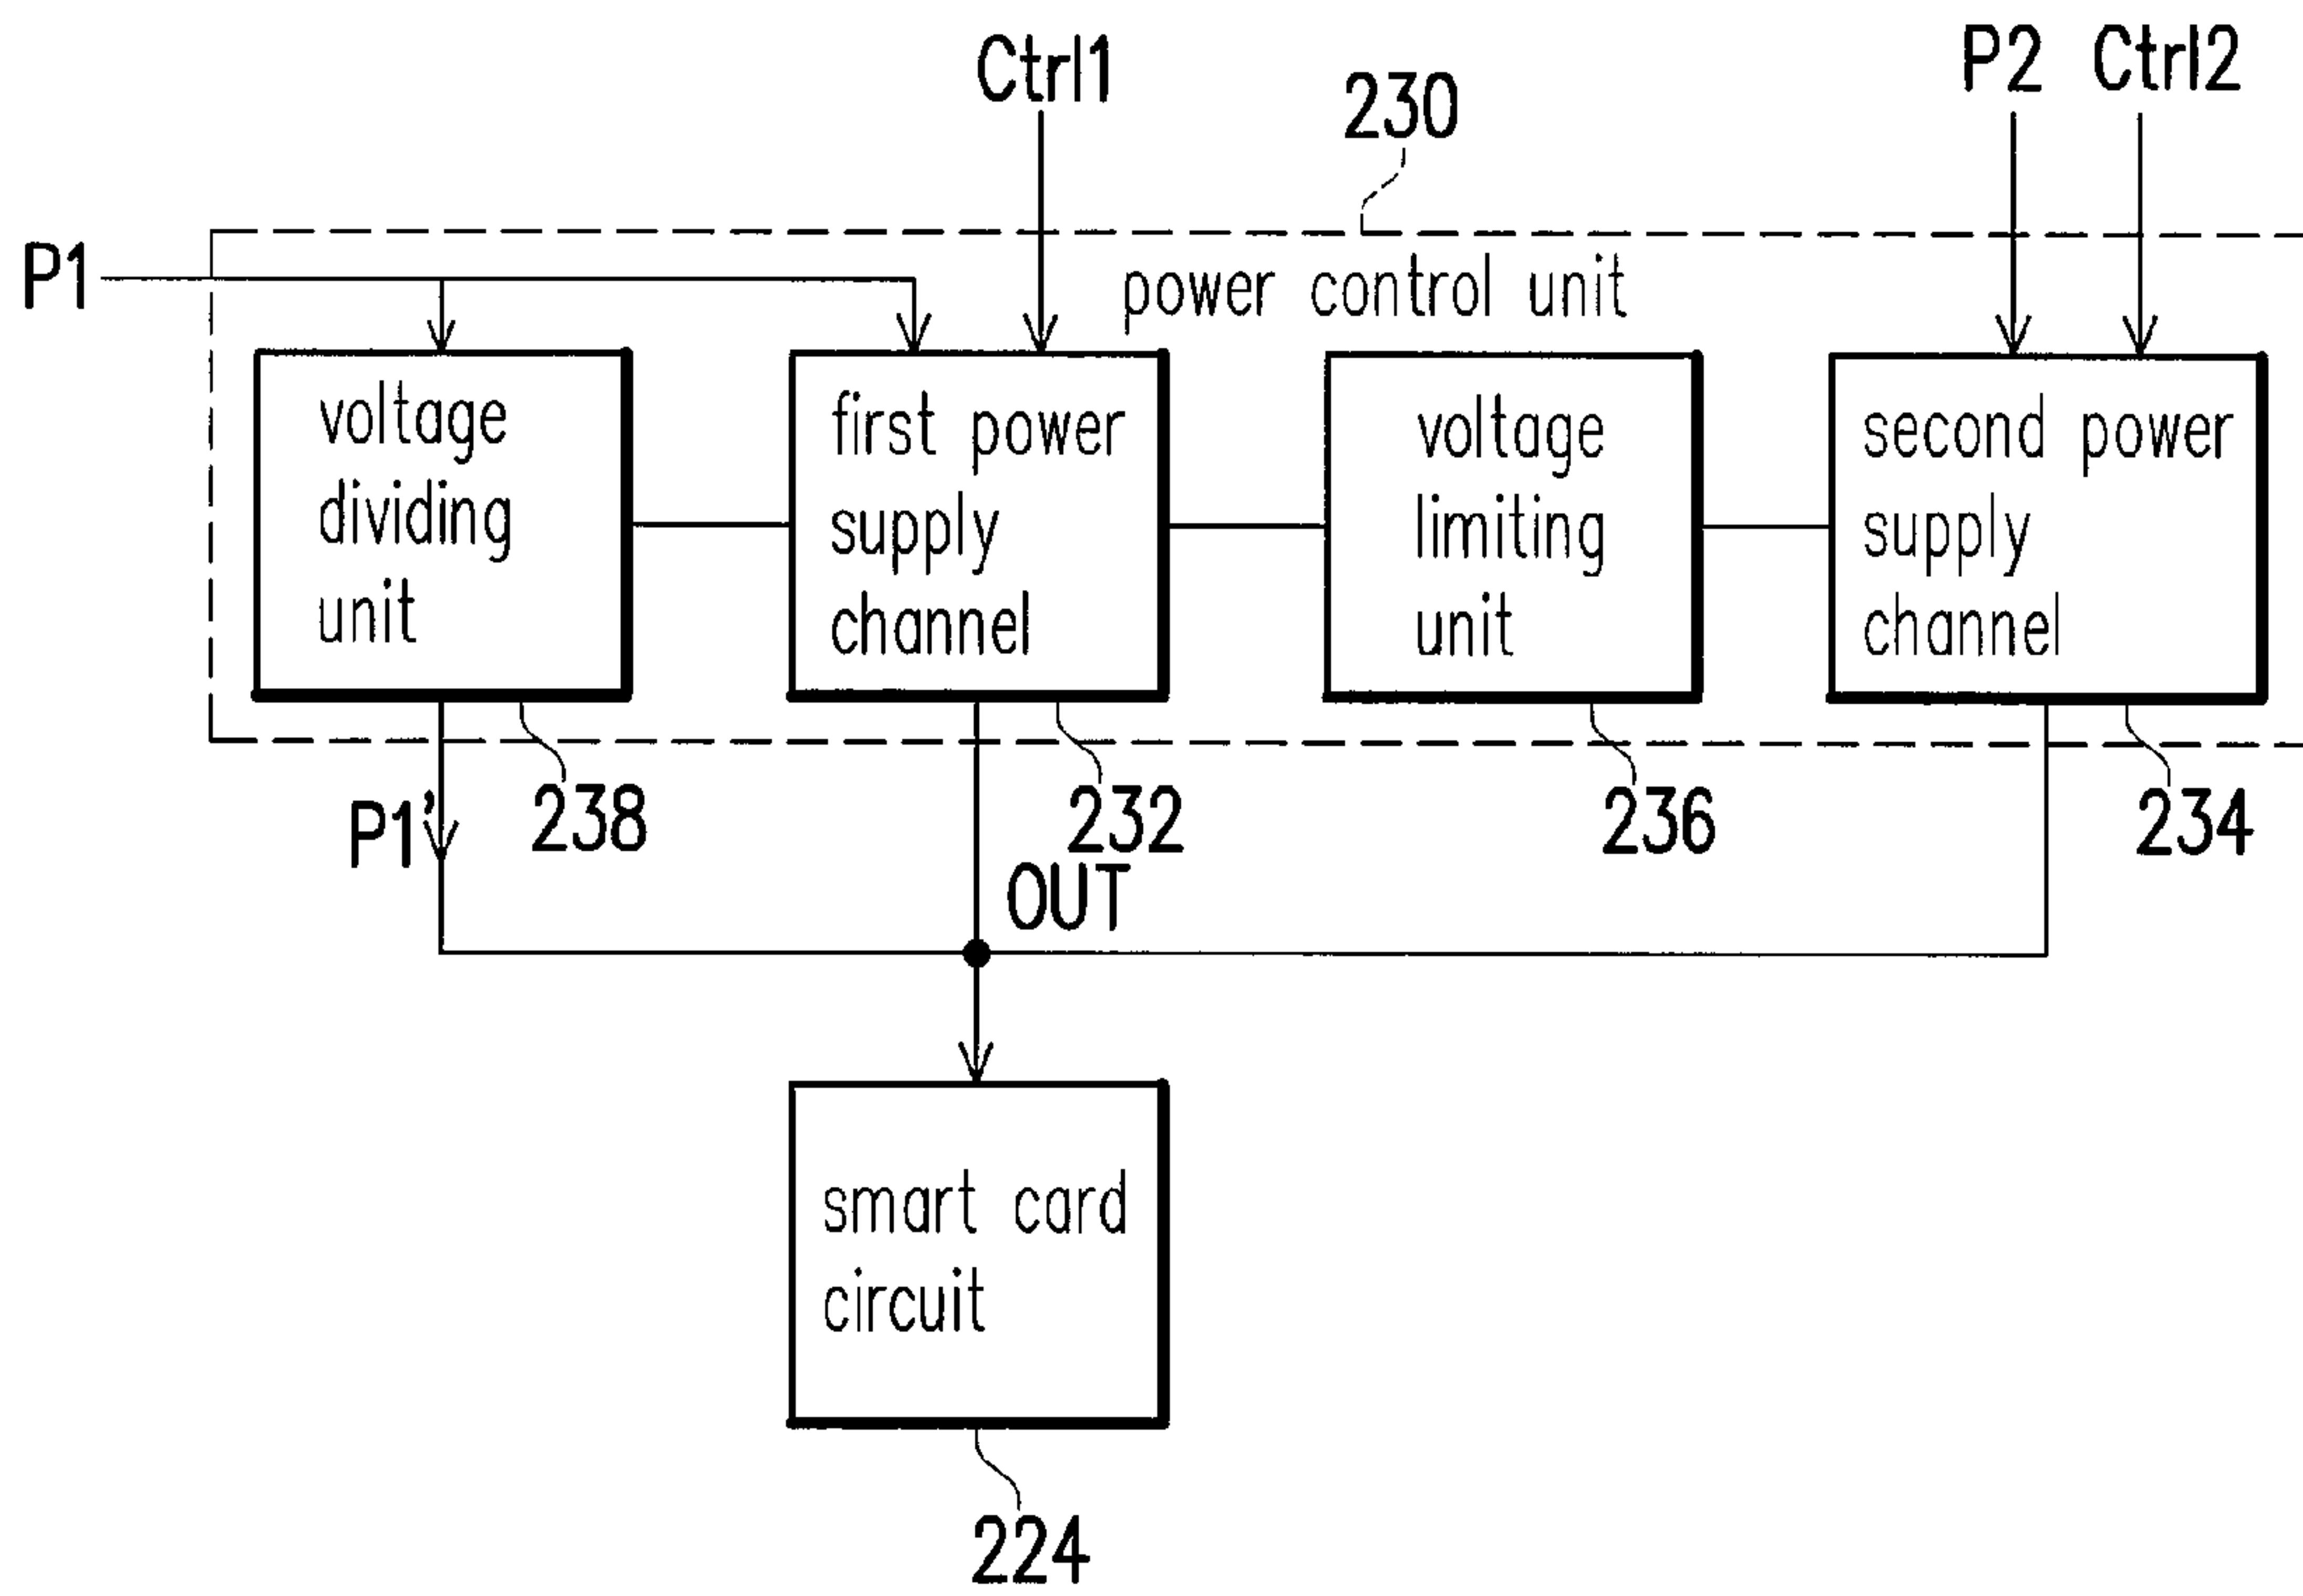 Ctrl1
P2 Ctrl2
230
P1
power control unit
voltage
dividing
unit
first power
supply
channel
voltage
limiting
unit
second power
supply
channel
P1'
238
232
236
234
OUT
smart card
circuit
224